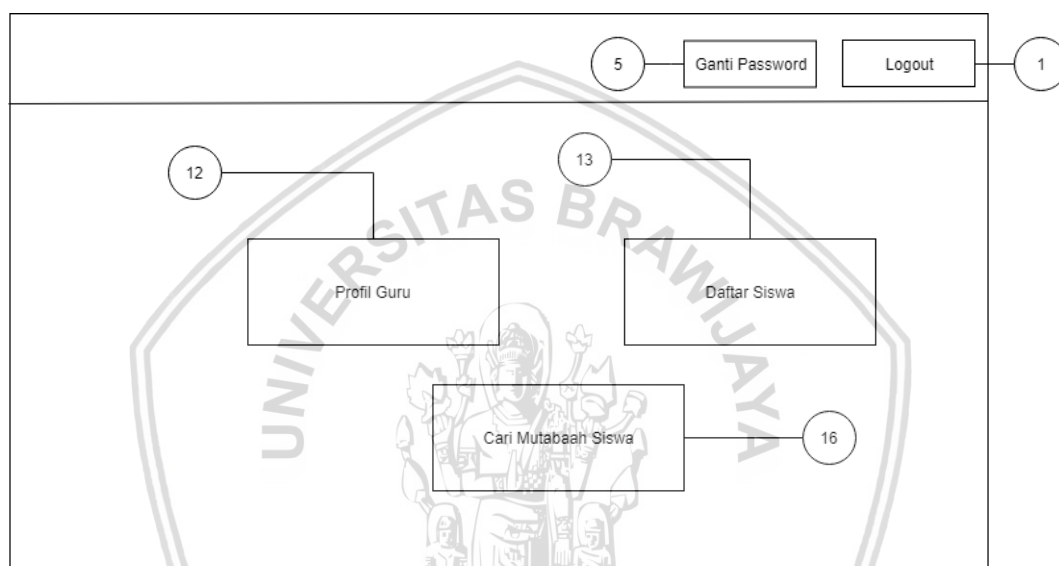 5
Ganti Password
Logout
1
12
13
UNIVERSITAS BRAWIJAYA
Profil Guru
Daftar Siswa
Cari Mutabaah Siswa
16